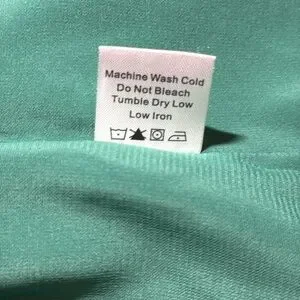 Machine Wash Cold
Do Not Bleach
Tumble Dry Low
Low Iron